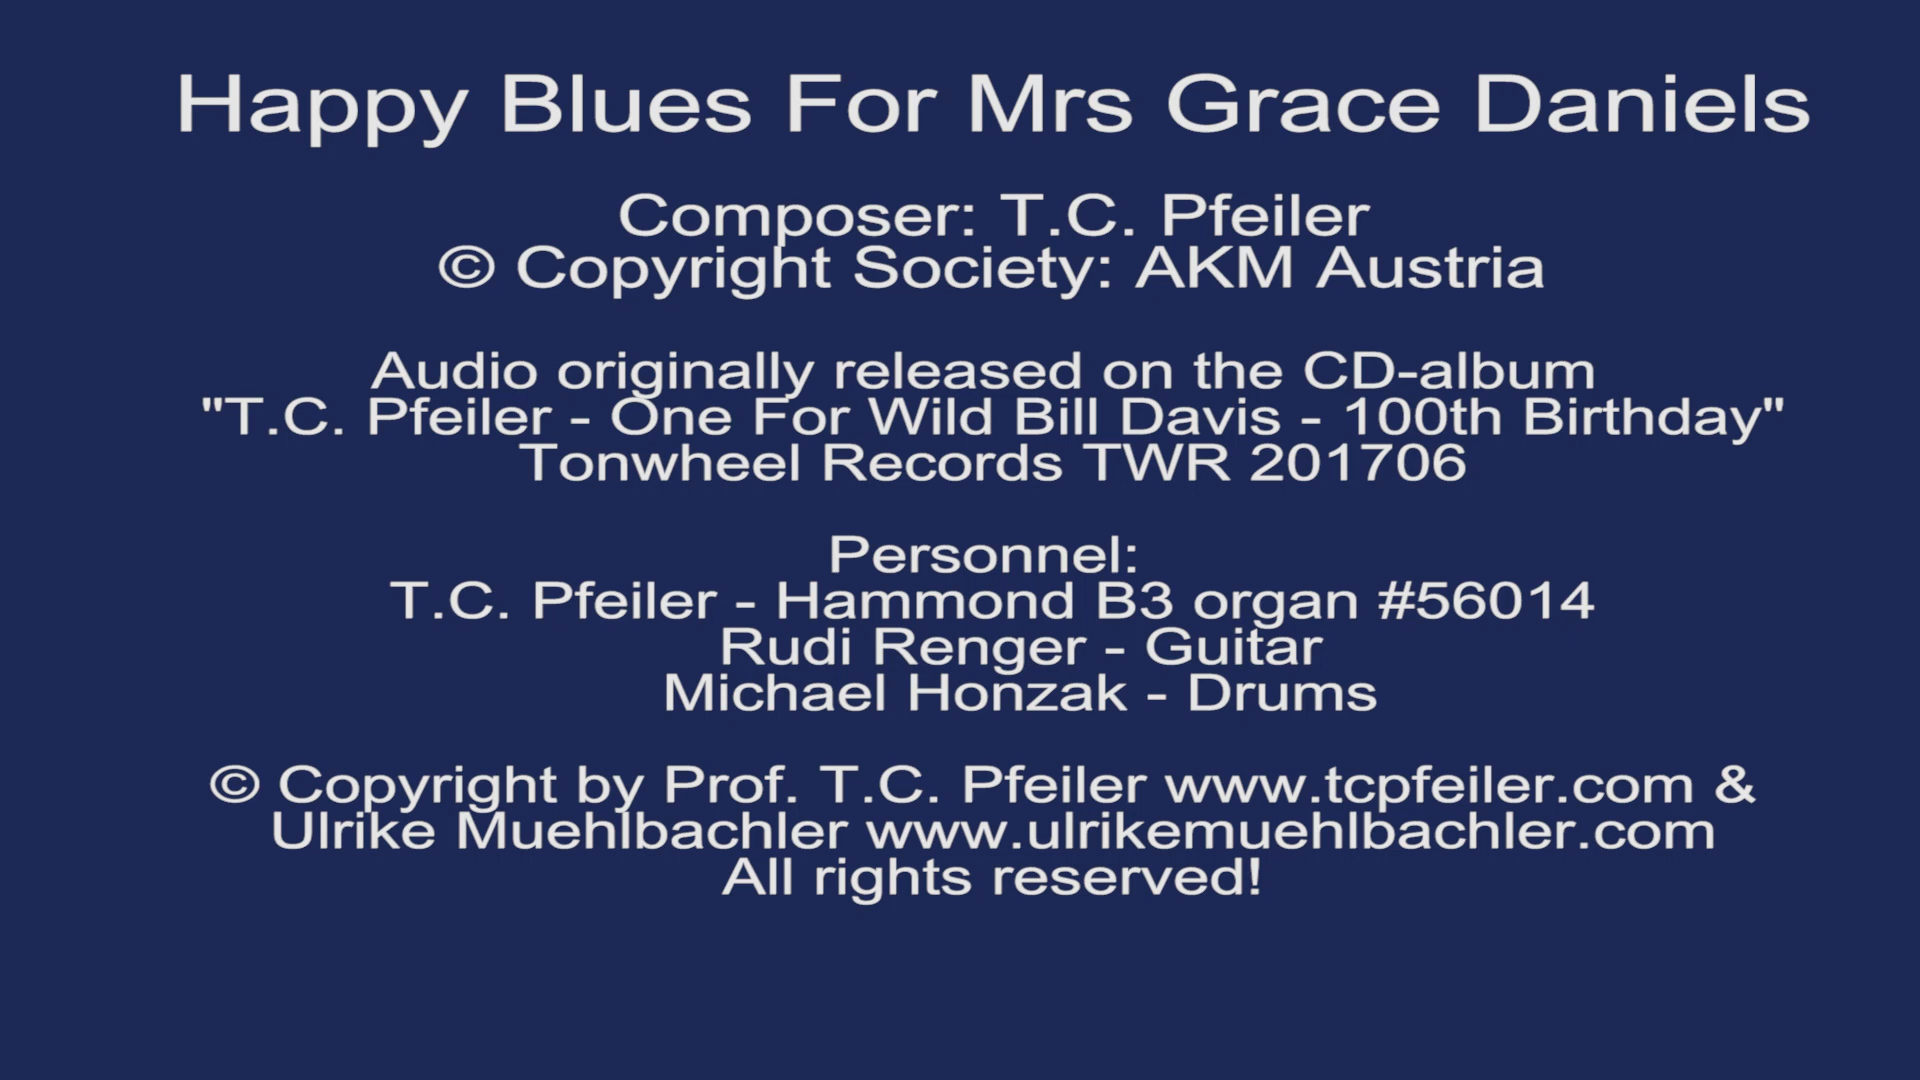 Happy Blues For Mrs Grace Daniels
Composer: T.C. Pfeiler
© Copyright Society: AKM Austria
Audio originally released on the CD-album
"T.C. Pfeiler - One For Wild Bill Davis - 100th Birthday"
Tonwheel Records TWR 201706
Personnel:
T.C. Pfeiler - Hammond B3 organ #56014
Rudi Renger - Guitar
Michael Honzak - Drums
© Copyright by Prof. T.C. Pfeiler www.tcpfeiler.com &
Ulrike Muehlbachler www.ulrikemuehlbachler.com
All rights reserved!